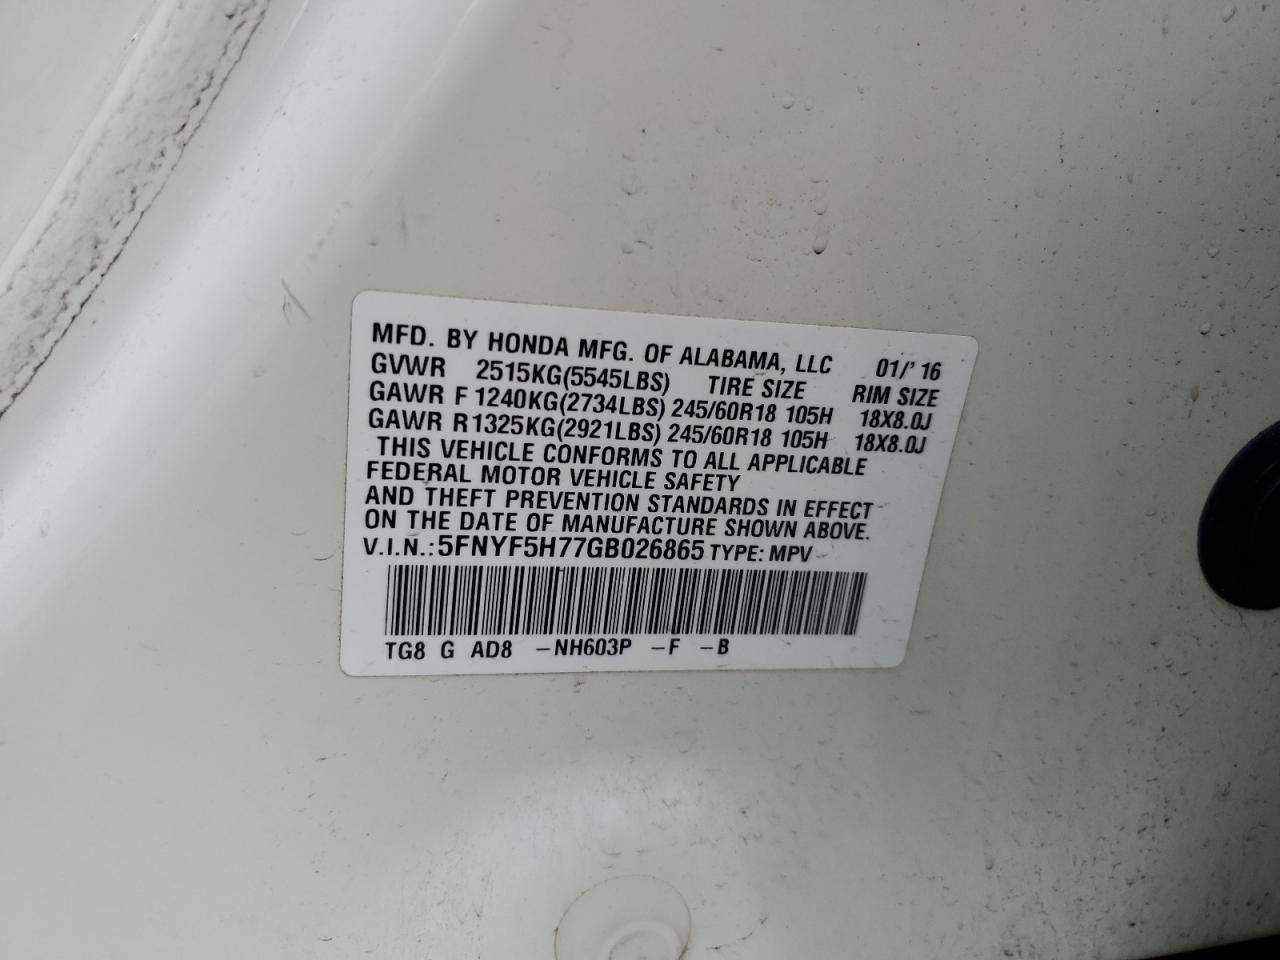 MFD. BY HONDA MFG. OF ALABAMA, LLC 01/'16
GVWR 2515KG(5545LBS) TIRE SIZE RIM SIZE
GAWR F 1240KG(2734LBS) 245/60R18 105H 18X8.0J
GAWR R1325KG(2921LBS) 245/60R18 105H 18X8.0J
THIS VEHICLE CONFORMS TO ALL APPLICABLE
FEDERAL MOTOR VEHICLE SAFETY
AND THEFT PREVENTION STANDARDS IN EFFECT
ON THE DATE OF MANUFACTURE SHOWN ABOVE.
V.I.N.: 5FNYF5H77GB026865 TYPE: MPV
TG8 G AD8 –NH603P –F –B